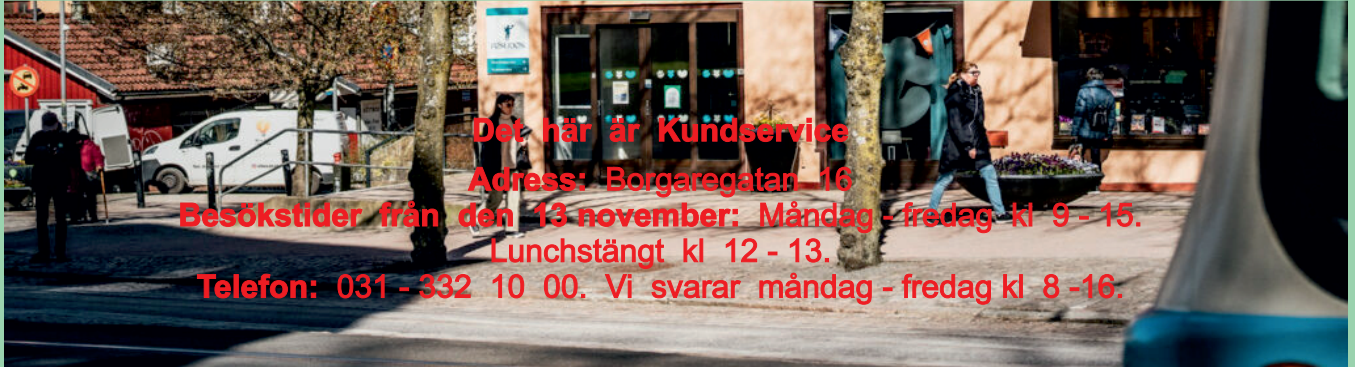 Det här är Kundservice
Adress: Borgaregatan 16
Besökstider från den 13 november: Måndag - fredag kl 9 - 15.
Lunchstängt kl 12 - 13.
Telefon: 031 - 332 10 00. Vi svarar måndag - fredag kl 8 -16.